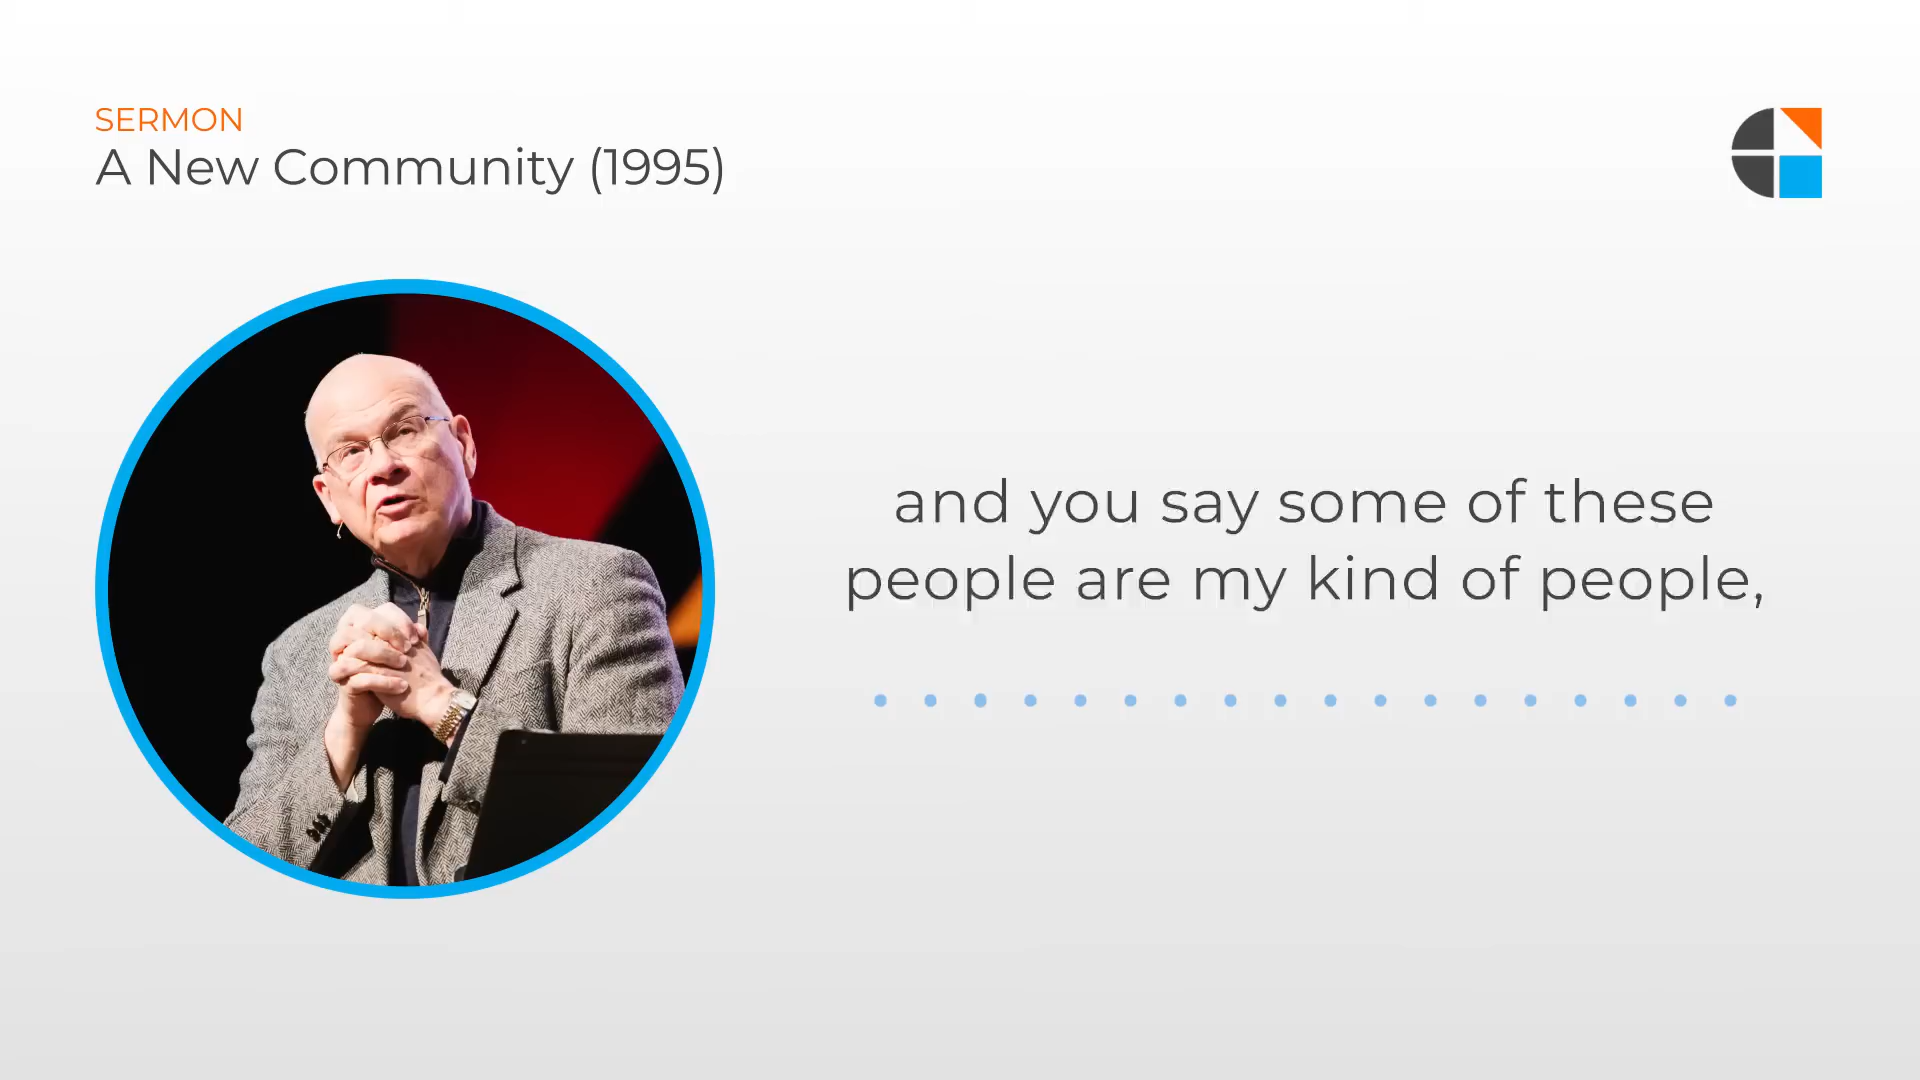 SERMON
A New Community (1995)
and you say some of these
people are my kind of people,